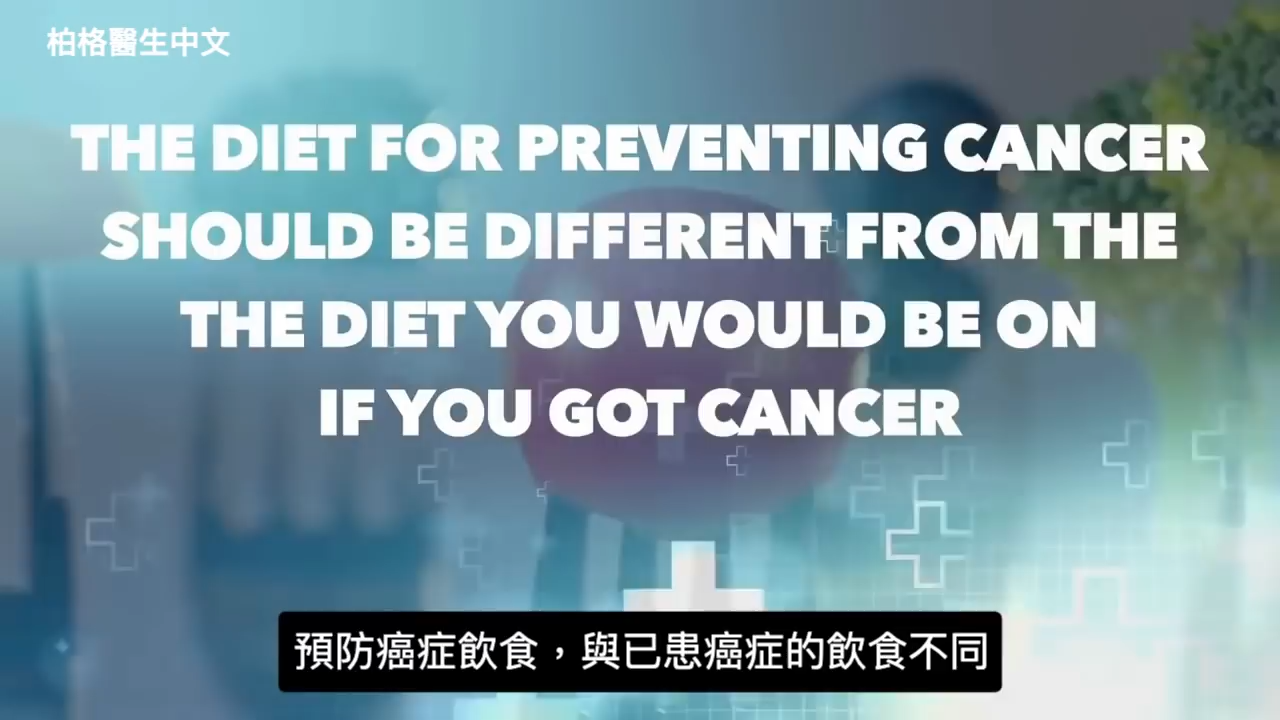 柏格醫生中文
THE DIET FOR PREVENTING CANCER
SHOULD BE DIFFERENT FROM THE
THE DIET YOU WOULD BE ON
IF YOU GOT CANCER
預防癌症飲食，與已患癌症的飲食不同